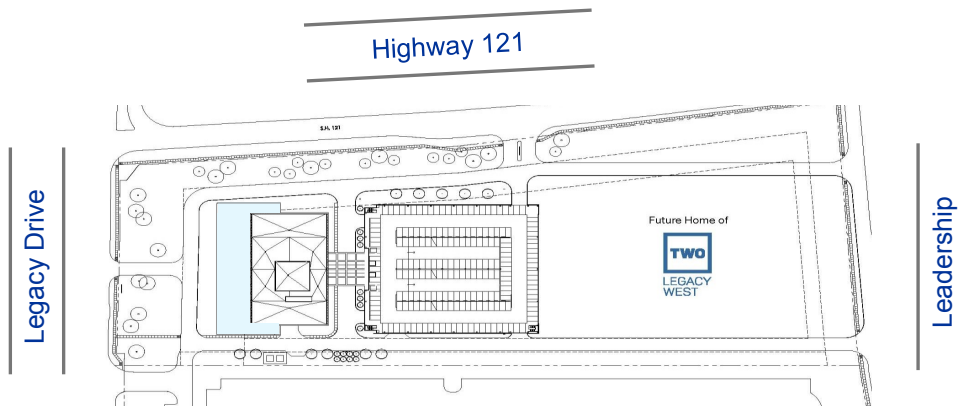 Highway 121
S.H. 121
Legacy Drive
Future Home of
TWO
LEGACY
WEST
Leadership